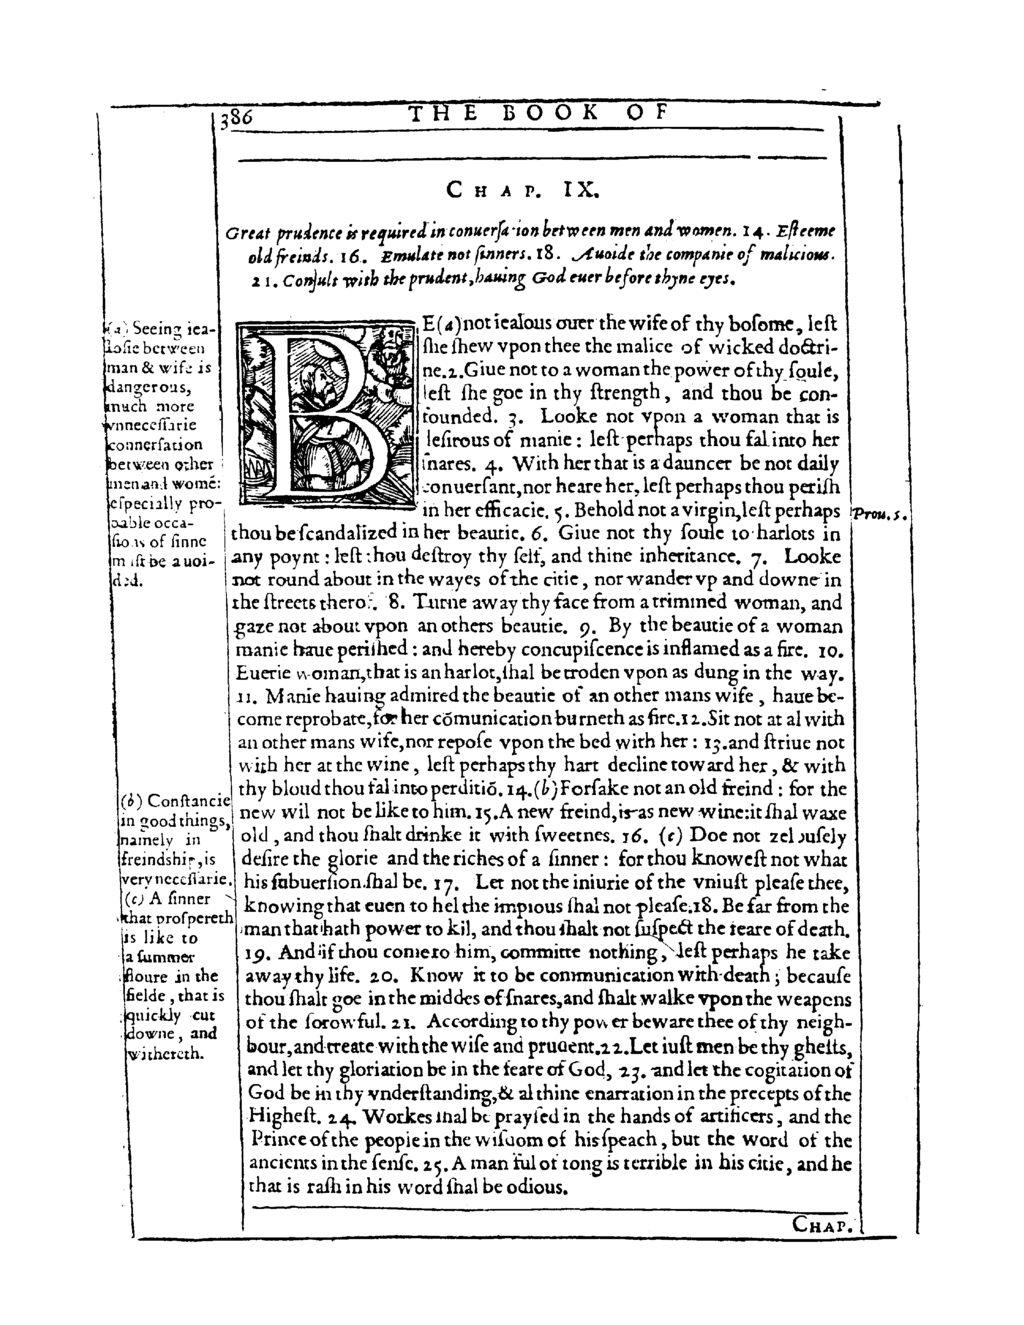 386 THE BOOK OF
CHAP. IX.
Great prudence is required in conuersation between men and women. 14. Esteeme
old freinds. 16. Emulate not sinners. 18. Auoide the companie of malicious.
21. Consult with the prudent, hauing God euer before thyne eyes.
(a) Seeing iea-
losie between
man & wife is
dangerous,
much more
vnnecessarie
conuersation
between other
men and womē:
especially pro-
bable occa-
sions of sinne
must be auoi-
ded.
BE(a)not iealous ouer the wife of thy bosome, lest
she shew vpon thee the malice of wicked doctri-
ne.2.Giue not to a woman the power of thy soule,
lest she goe in thy strength, and thou be con-
founded. 3. Looke not vpon a woman that is
desirous of manie: lest perhaps thou fal into her
snares. 4. With her that is a dauncer be not daily
conuersant,nor heare her, lest perhaps thou perish
in her efficacie. 5. Behold not a virgin,lest perhaps
Prou. 5.
thou be scandalized in her beautie. 6. Giue not thy soule to harlots in
any poynt: lest thou destroy thy self, and thine inheritance. 7. Looke
not round about in the wayes of the citie, nor wander vp and downe in
the streets therof. 8. Turne away thy face from a trimmed woman, and
gaze not about vpon an others beautie. 9. By the beautie of a woman
manie haue perished: and hereby concupiscence is inflamed as a fire. 10.
Euerie woman,that is an harlot,shal be troden vpon as dung in the way.
11. Manie hauing admired the beautie of an other mans wife, haue be-
come reprobate,for her cōmunication burneth as fire.12.Sit not at al with
an other mans wife,nor repose vpon the bed with her: 13.and striue not
with her at the wine, lest perhaps thy hart decline toward her, & with
thy bloud thou fal into perditiō. 14.(b)Forsake not an old freind: for the
new wil not be like to him. 15.A new freind,is as new wine:it shal waxe
old, and thou shalt drinke it with sweetnes. 16. (c) Doe not zelously
desire the glorie and the riches of a sinner: for thou knowest not what
his subuersion shal be. 17. Let not the iniurie of the vniust please thee,
knowing that euen to hel the impious shal not please.18. Be far from the
man that hath power to kil, and thou shalt not suspect the feare of death.
19. And if thou come to him, committe nothing, lest perhaps he take
away thy life. 20. Know it to be communication with death; because
thou shalt goe in the middes of snares,and shalt walke vpon the weapons
of the sorowful. 21. According to thy power beware thee of thy neigh-
bour,and treate with the wise and prudent.22.Let iust men be thy ghests,
and let thy gloriation be in the feare of God, 23. and let the cogitation of
God be in thy vnderstanding,& al thine enarration in the precepts of the
Highest. 24. Workes shal be praysed in the hands of artificers, and the
Prince of the people in the wisdom of his speach, but the word of the
ancients in the sense. 25. A man ful of tong is terrible in his citie, and he
that is rash in his word shal be odious.
(b) Constancie
in good things,
namely in
freindship,is
very necessarie.
(c) A sinner
that prospereth
is like to
a summer
floure in the
fielde, that is
quickly cut
downe, and
withereth.
CHAP.